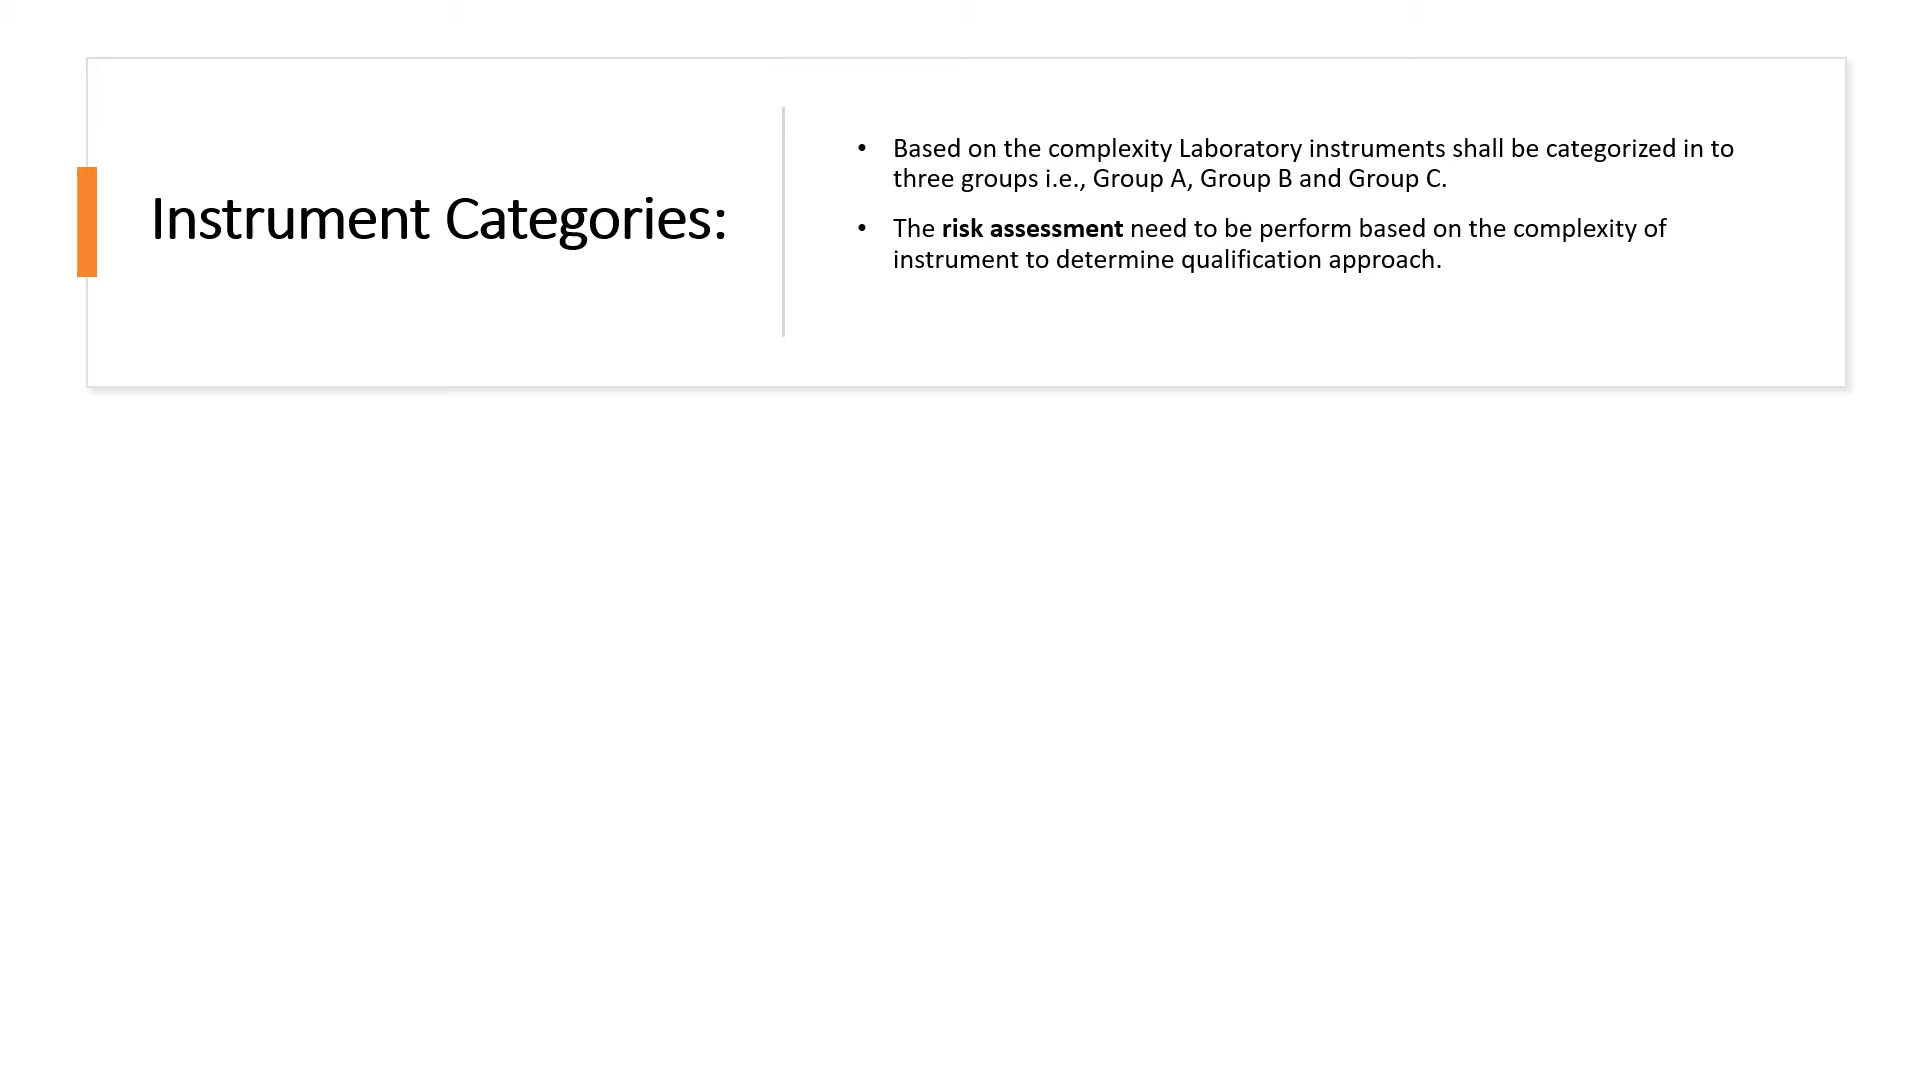 Instrument Categories:
• Based on the complexity Laboratory instruments shall be categorized in to
three groups i.e., Group A, Group B and Group C.
• The risk assessment need to be perform based on the complexity of
instrument to determine qualification approach.